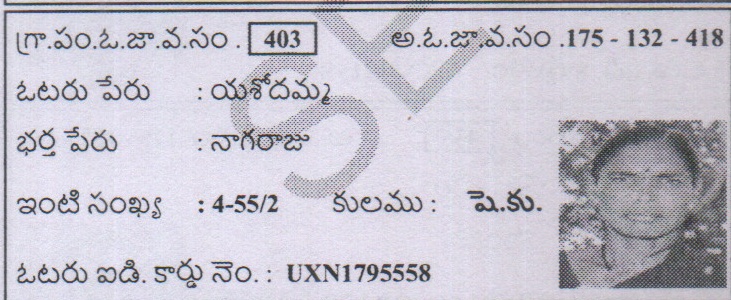 గ్రా.పం.ఓ.జా.వ.సం . 403 అ.ఓ.జా.వ.సం .175 - 132 - 418
ఓటరు పేరు : యశోదమ్మ
భర్త పేరు : నాగరాజు
ఇంటి సంఖ్య : 4-55/2 కులము : షె.కు.
ఓటరు ఐడి. కార్డు నెం. : UXN1795558